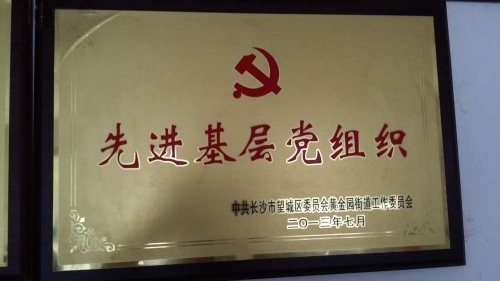 先进基层党组织
中共长沙市望城区委员会黄金园街道工作委员会
二〇一三年七月